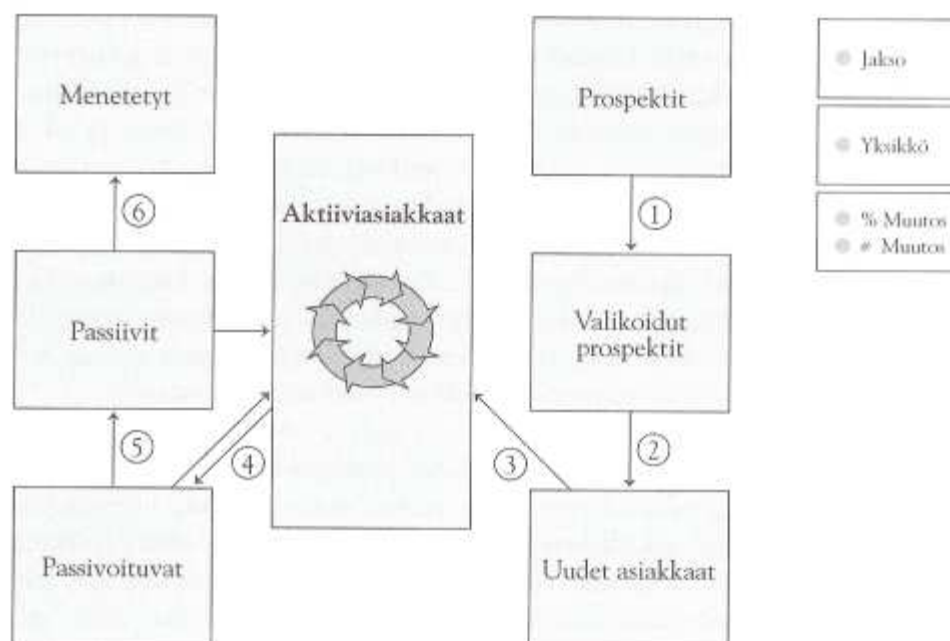 Menetetyt
Prospektit
Jakso
Yksikkö
% Muutos
# Muutos
6
Aktiiviasiakkaat
1
Passiivit
Valikoidut
prospektit
5
4
3
2
Passivoituvat
Uudet asiakkaat